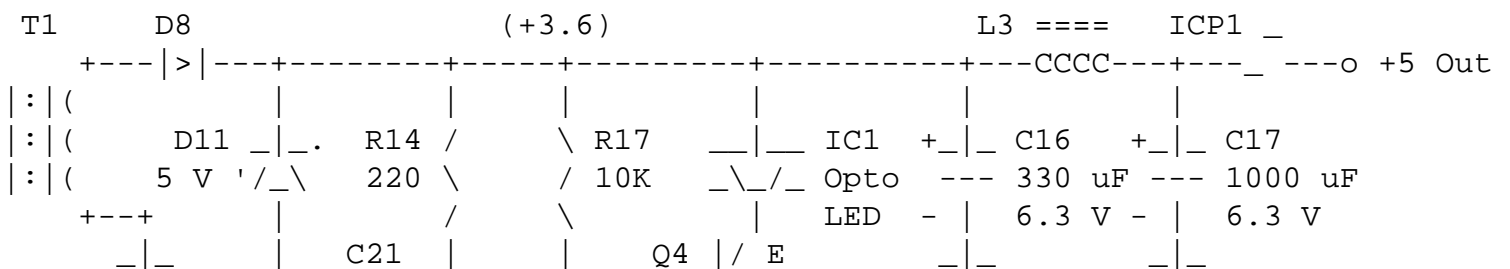 T1     D8                (+3.6)                   L3 ====   ICP1 _
    +---|>|---+--------+-----+---------+----------+---CCCC---+---_ ---o +5 Out
|:|(          |        |     |         |          |          |
|:|(     D11 _|_.  R14 /     \ R17   __|__ IC1  +_|_ C16   +_|_ C17
|:|(    5 V '/_\   220 \     / 10K   _\_/_ Opto  --- 330 uF --- 1000 uF
    +--+      |        /     \         |   LED  - |  6.3 V - |  6.3 V
      _|_     |   C21  |     |    Q4 |/ E        _|_        _|_